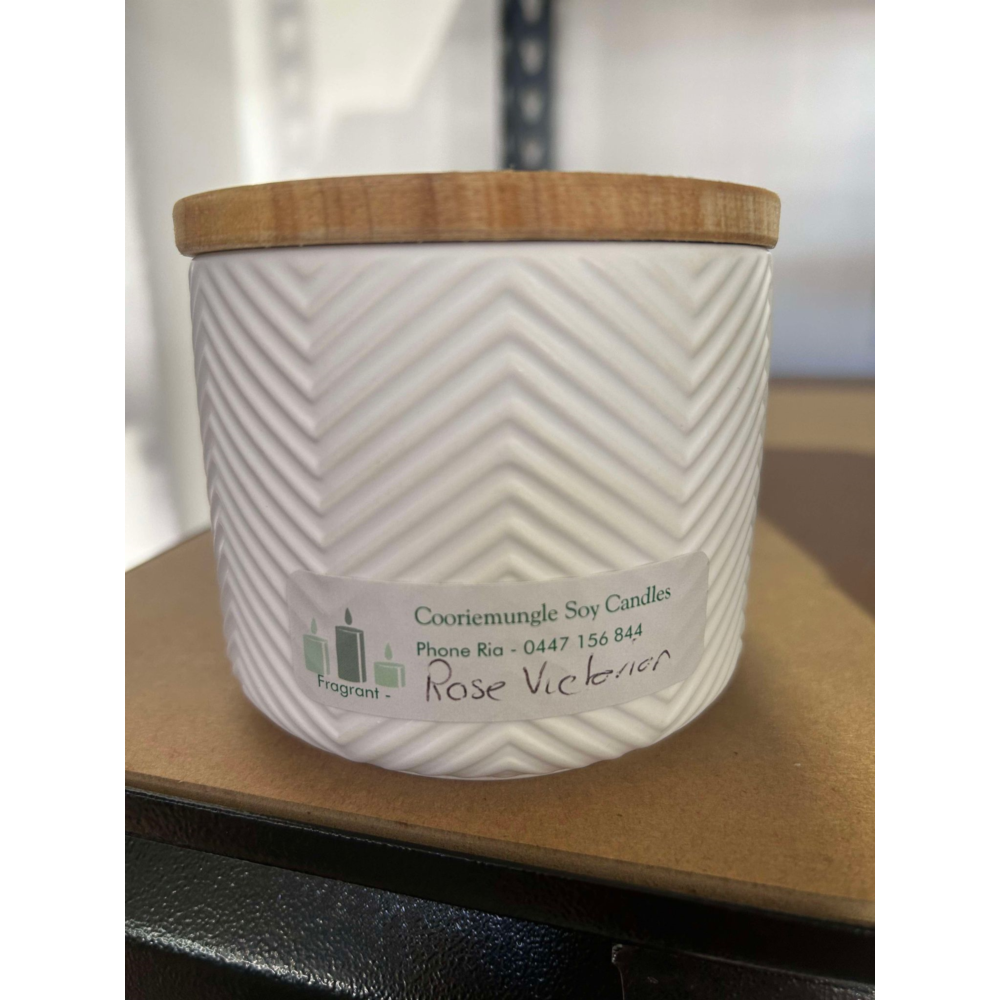 Cooriemungle Soy Candles
Phone Ria - 0447 156 844
Fragrant - Rose Victorian